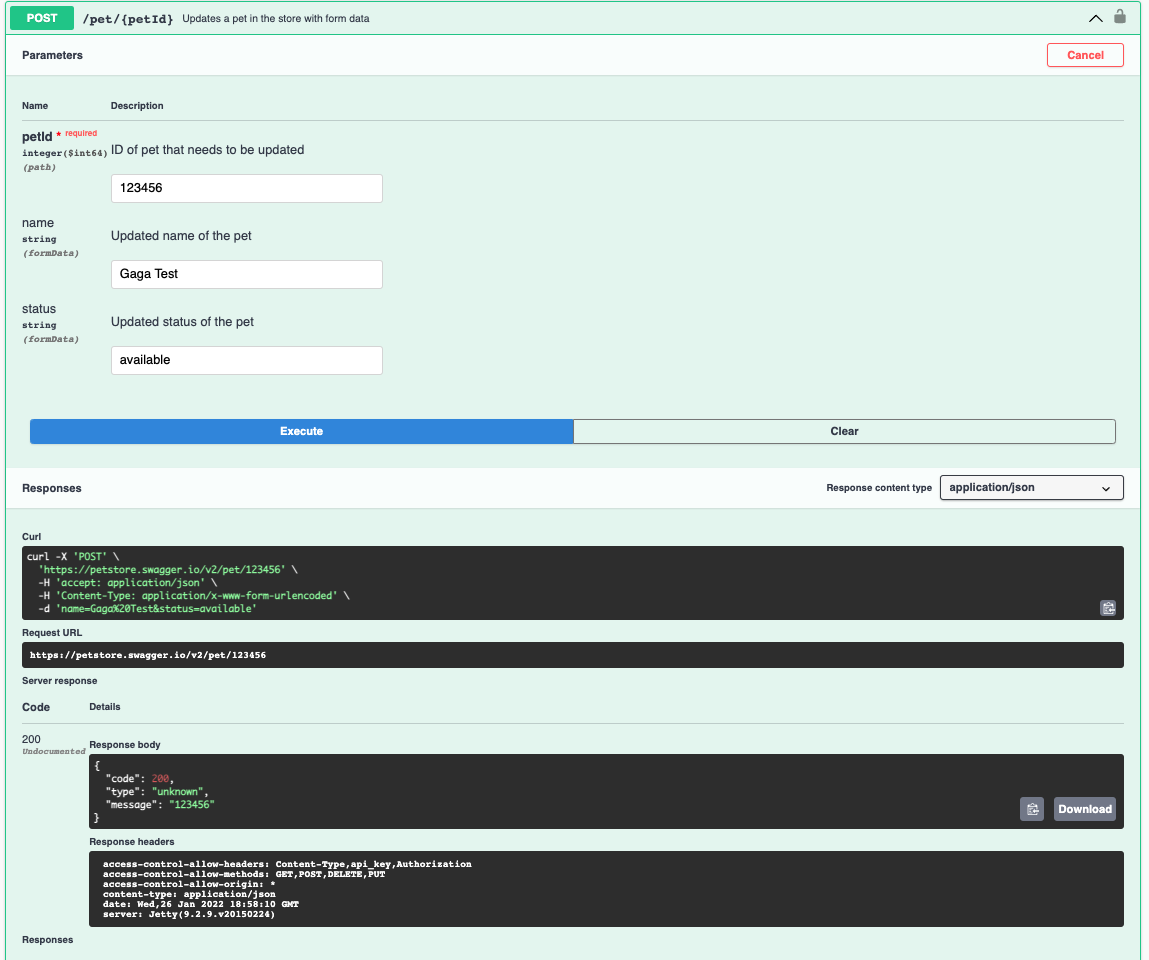 POST /pet/{petId} Updates a pet in the store with form data
Parameters
Cancel
Name Description
petId * required
integer($int64)
(path)
ID of pet that needs to be updated
123456
name
string
(formData)
Updated name of the pet
Gaga Test
status
string
(formData)
Updated status of the pet
available
Execute Clear
Responses Response content type application/json
Curl
curl -X 'POST' \
'https://petstore.swagger.io/v2/pet/123456' \
-H 'accept: application/json' \
-H 'Content-Type: application/x-www-form-urlencoded' \
-d 'name=Gaga%20Test&status=available'
Request URL
https://petstore.swagger.io/v2/pet/123456
Server response
Code Details
200
Undocumented
Response body
{
"code": 200,
"type": "unknown",
"message": "123456"
}
Download
Response headers
access-control-allow-headers: Content-Type,api_key,Authorization
access-control-allow-methods: GET,POST,DELETE,PUT
access-control-allow-origin: *
content-type: application/json
date: Wed,26 Jan 2022 18:58:10 GMT
server: Jetty(9.2.9.v20150224)
Responses